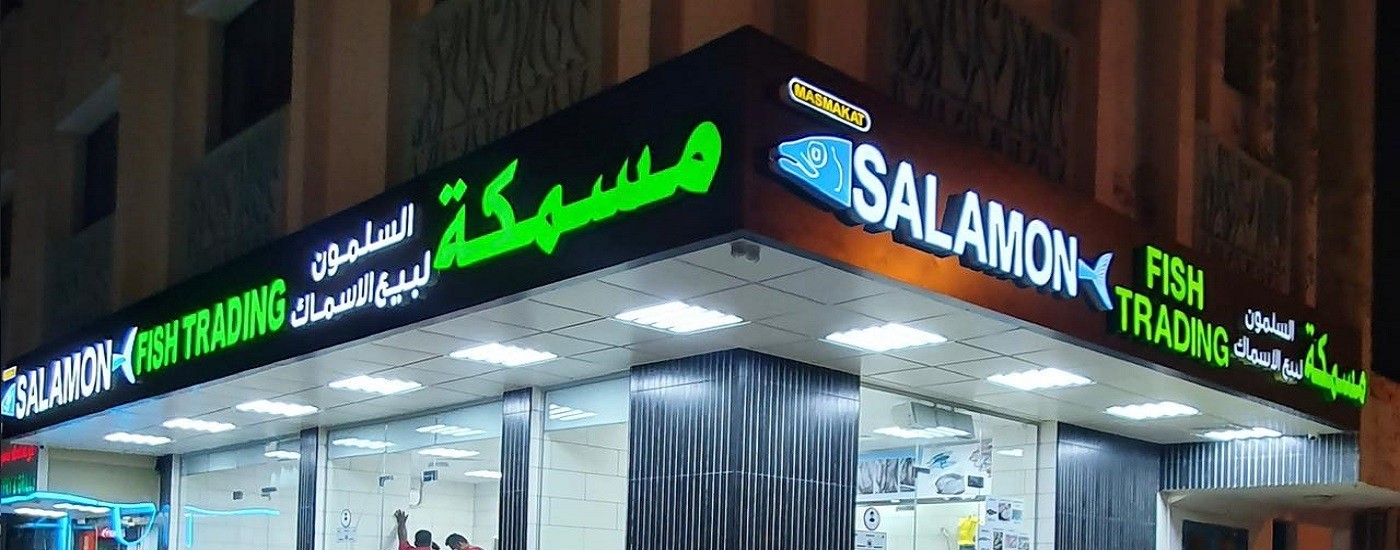 مسمكة
السلمون
لبيع الاسماك
SALAMON
FISH TRADING
MASMAKAT
SALAMON
FISH
TRADING
السلمون
لبيع الاسماك
مسمكة